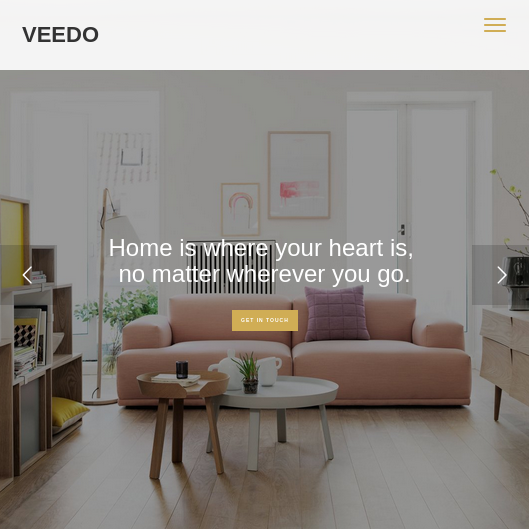 VEEDO
Home is where your heart is,
no matter wherever you go.
GET IN TOUCH